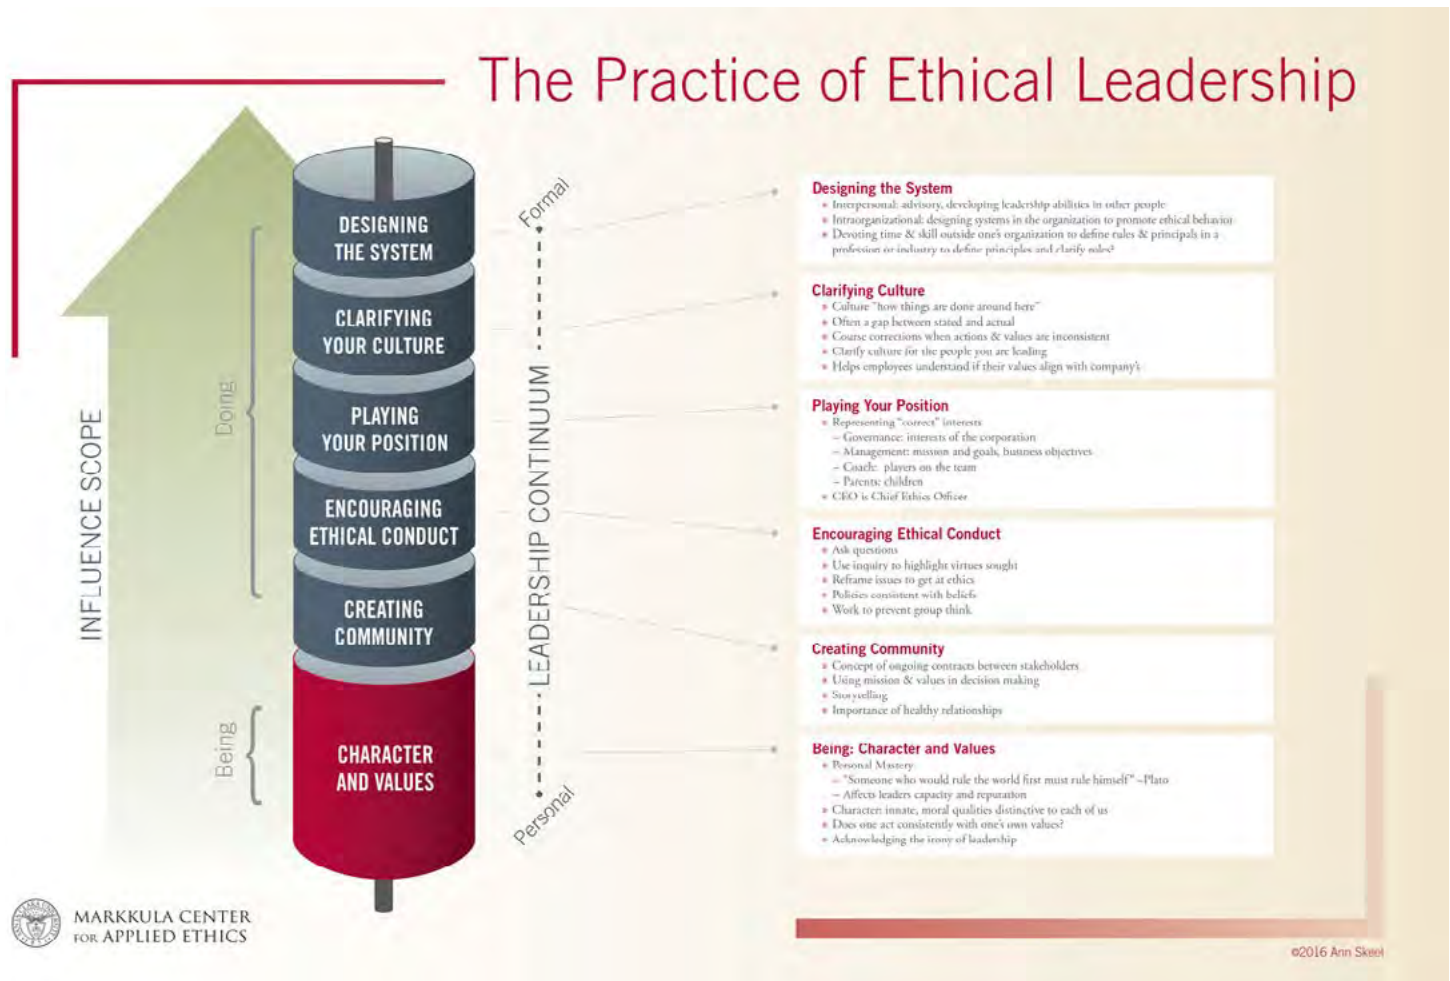 The Practice of Ethical Leadership
INFLUENCE SCOPE
Doing
Being
DESIGNING
THE SYSTEM
CLARIFYING
YOUR CULTURE
PLAYING
YOUR POSITION
ENCOURAGING
ETHICAL CONDUCT
CREATING
COMMUNITY
CHARACTER
AND VALUES
Formal
LEADERSHIP CONTINUUM
Personal
Designing the System
Interpersonal: advisory, developing leadership abilities in other people
Intraorganizational: designing systems in the organization to promote ethical behavior
Devoting time & skill outside one's organization to define rules & principals in a
profession or industry to define principles and clarify roles?
Clarifying Culture
Culture "how things are done around here"
Often a gap between stated and actual
Course corrections when actions & values are inconsistent
Clarify culture for the people you are leading
Helps employees understand if their values align with company's
Playing Your Position
Representing "correct" interests
– Governance: interests of the corporation
– Management: mission and goals, business objectives
– Coach: players on the team
– Parents: children
CEO is Chief Ethics Officer
Encouraging Ethical Conduct
Ask questions
Use inquiry to highlight virtues sought
Reframe issues to get at ethics
Policies consistent with beliefs
Work to prevent group think
Creating Community
Concept of ongoing contracts between stakeholders
Using mission & values in decision making
Storytelling
Importance of healthy relationships
Being: Character and Values
Personal Mastery
– "Someone who would rule the world first must rule himself" –Plato
– Affects leaders capacity and reputation
Character: innate, moral qualities distinctive to each of us
Does one act consistently with one's own values?
Acknowledging the irony of leadership
MARKKULA CENTER
FOR APPLIED ETHICS
©2016 Ann Skeet